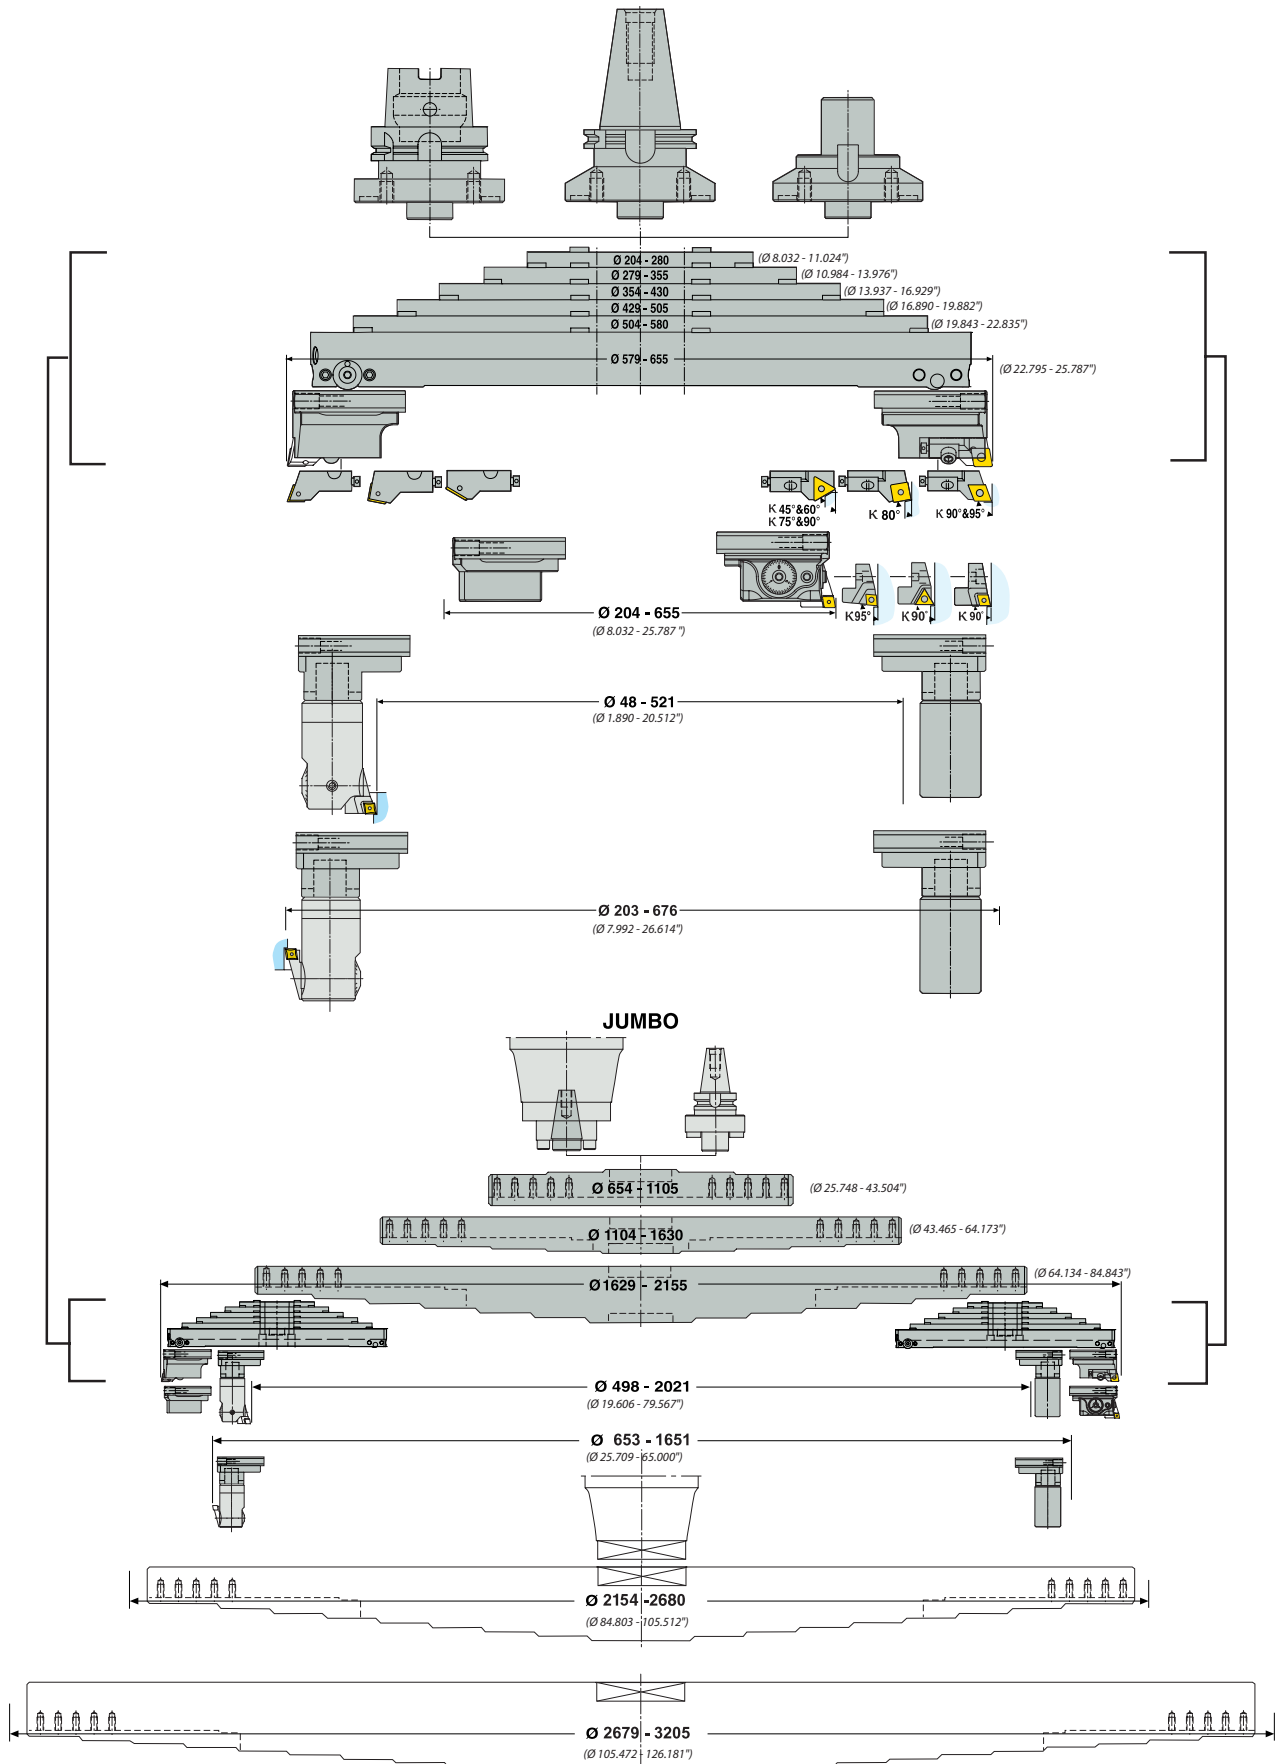 Ø 204 - 280 (Ø 8.032 - 11.024")
Ø 279 - 355 (Ø 10.984 - 13.976")
Ø 354 - 430 (Ø 13.937 - 16.929")
Ø 429 - 505 (Ø 16.890 - 19.882")
Ø 504 - 580 (Ø 19.843 - 22.835")
Ø 579 - 655 (Ø 22.795 - 25.787")
K 45°&60°
K 75°&90°
K 80°
K 90°&95°
Ø 204 - 655
(Ø 8.032 - 25.787 ")
K95°
K 90°
K 90°
Ø 48 - 521
(Ø 1.890 - 20.512")
Ø 203 - 676
(Ø 7.992 - 26.614")
JUMBO
Ø 654 - 1105 (Ø 25.748 - 43.504")
Ø 1104 - 1630 (Ø 43.465 - 64.173")
Ø 1629 - 2155 (Ø 64.134 - 84.843")
Ø 498 - 2021
(Ø 19.606 - 79.567")
Ø 653 - 1651
(Ø 25.709 - 65.000")
Ø 2154 - 2680
(Ø 84.803 - 105.512")
Ø 2679 - 3205
(Ø 105.472 - 126.181")